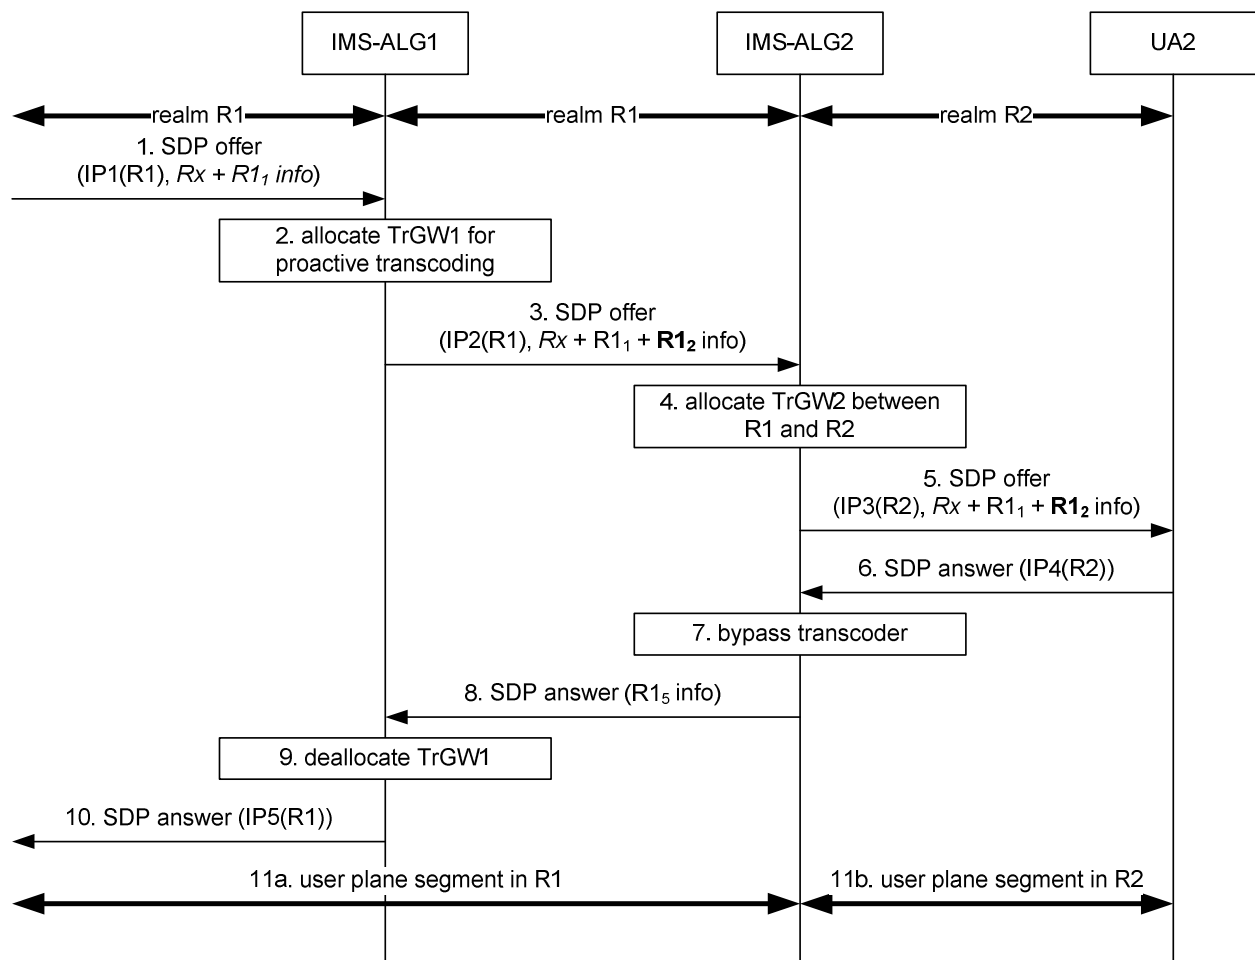 IMS-ALG1
IMS-ALG2
UA2
realm R1
realm R1
realm R2
1. SDP offer
(IP1(R1), Rx + R1₁ info)
2. allocate TrGW1 for
proactive transcoding
3. SDP offer
(IP2(R1), Rx + R1₁ + R1₂ info)
4. allocate TrGW2 between
R1 and R2
5. SDP offer
(IP3(R2), Rx + R1₁ + R1₂ info)
6. SDP answer (IP4(R2))
7. bypass transcoder
8. SDP answer (R1₅ info)
9. deallocate TrGW1
10. SDP answer (IP5(R1))
11a. user plane segment in R1
11b. user plane segment in R2